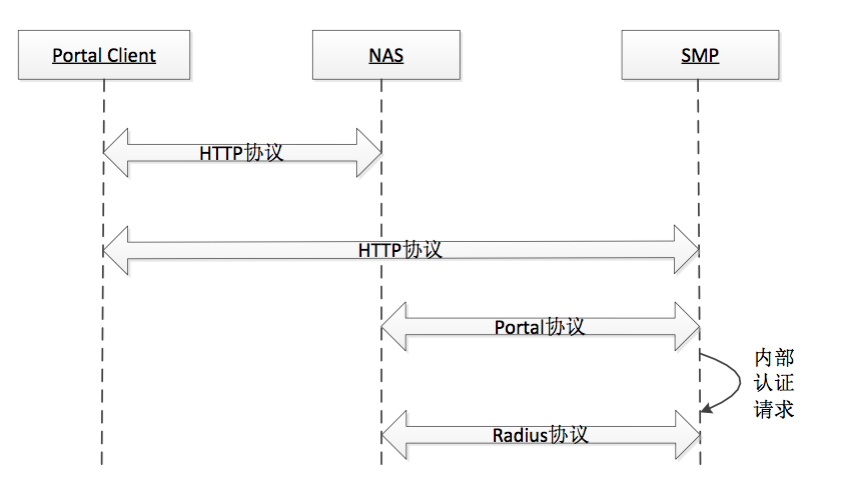 Portal Client
NAS
SMP
HTTP协议
HTTP协议
Portal协议
内部
认证
请求
Radius协议